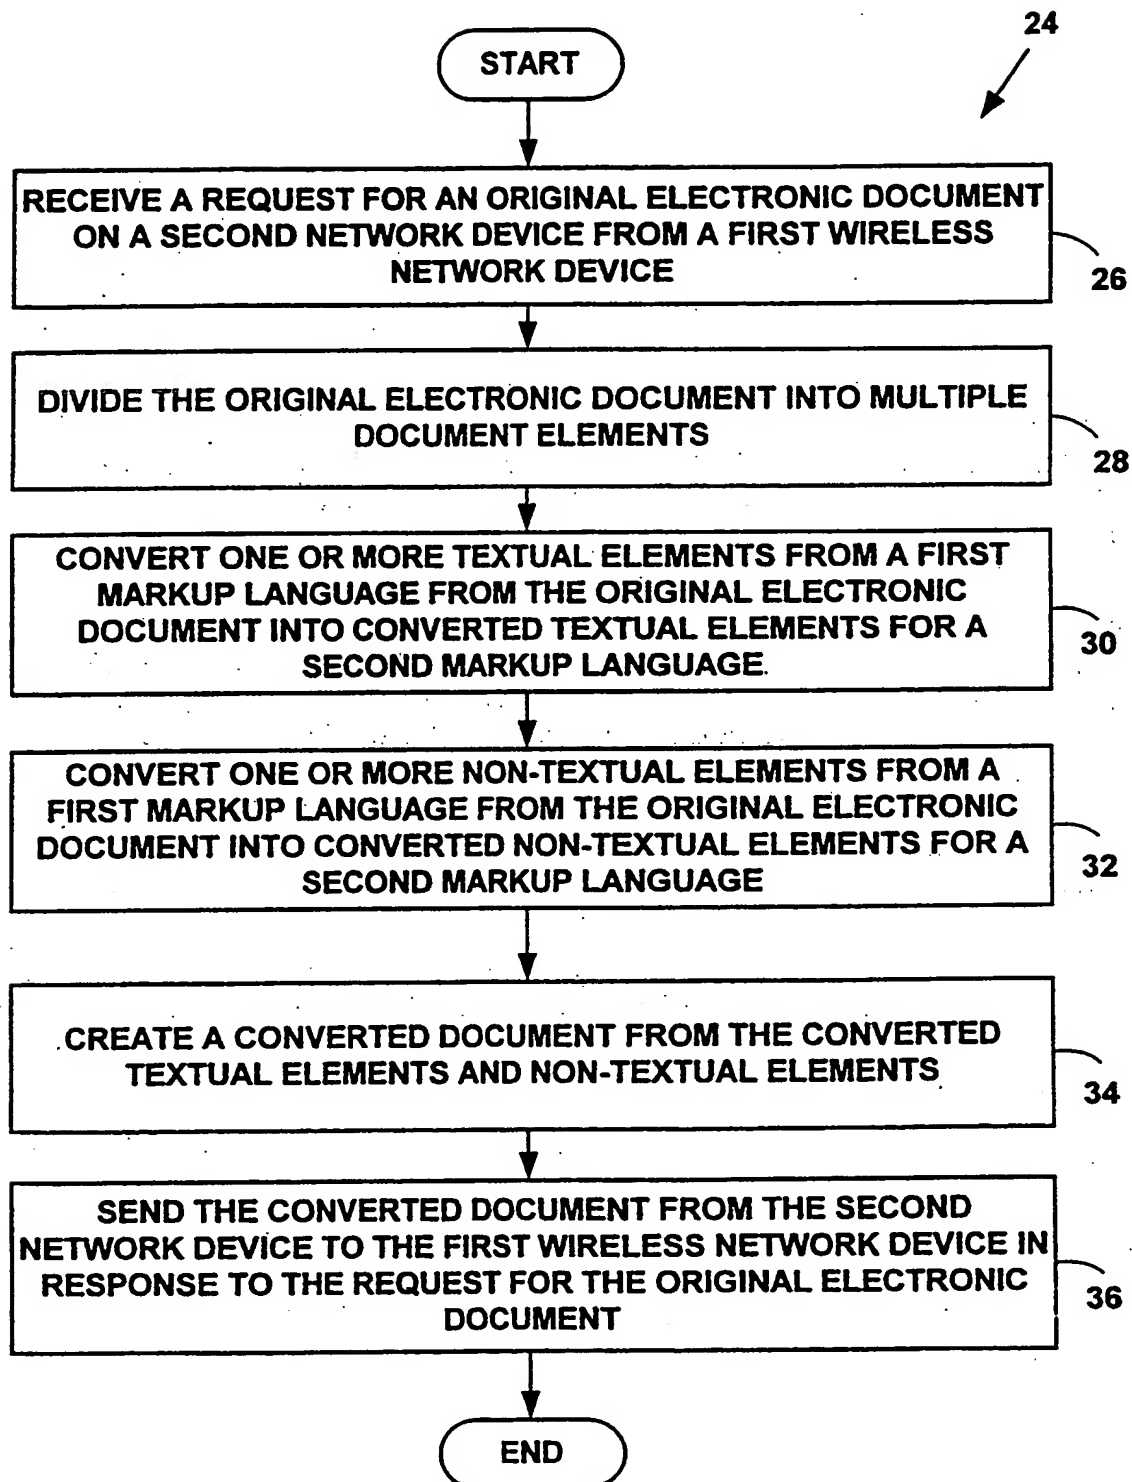 24
START
RECEIVE A REQUEST FOR AN ORIGINAL ELECTRONIC DOCUMENT
ON A SECOND NETWORK DEVICE FROM A FIRST WIRELESS
NETWORK DEVICE
26
DIVIDE THE ORIGINAL ELECTRONIC DOCUMENT INTO MULTIPLE
DOCUMENT ELEMENTS
28
CONVERT ONE OR MORE TEXTUAL ELEMENTS FROM A FIRST
MARKUP LANGUAGE FROM THE ORIGINAL ELECTRONIC
DOCUMENT INTO CONVERTED TEXTUAL ELEMENTS FOR A
SECOND MARKUP LANGUAGE
30
CONVERT ONE OR MORE NON-TEXTUAL ELEMENTS FROM A
FIRST MARKUP LANGUAGE FROM THE ORIGINAL ELECTRONIC
DOCUMENT INTO CONVERTED NON-TEXTUAL ELEMENTS FOR A
SECOND MARKUP LANGUAGE
32
CREATE A CONVERTED DOCUMENT FROM THE CONVERTED
TEXTUAL ELEMENTS AND NON-TEXTUAL ELEMENTS
34
SEND THE CONVERTED DOCUMENT FROM THE SECOND
NETWORK DEVICE TO THE FIRST WIRELESS NETWORK DEVICE IN
RESPONSE TO THE REQUEST FOR THE ORIGINAL ELECTRONIC
DOCUMENT
36
END